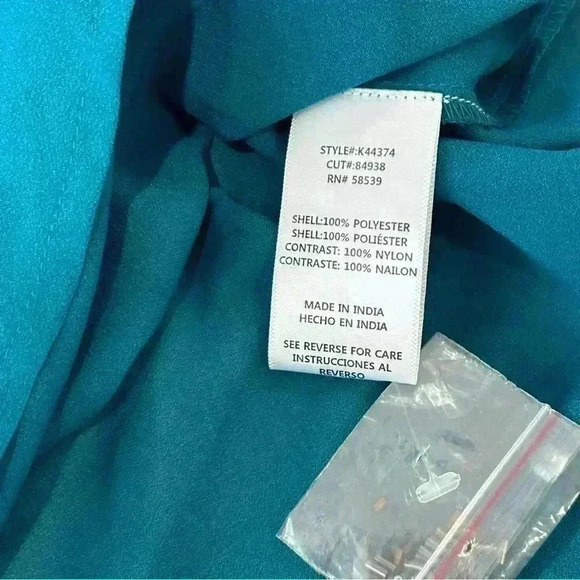 STYLE#:K44374
CUT#:84938
RN# 58539
SHELL:100% POLYESTER
SHELL:100% POLIÉSTER
CONTRAST: 100% NYLON
CONTRASTE: 100% NAILON
MADE IN INDIA
HECHO EN INDIA
SEE REVERSE FOR CARE
INSTRUCCIONES AL
REVERSO